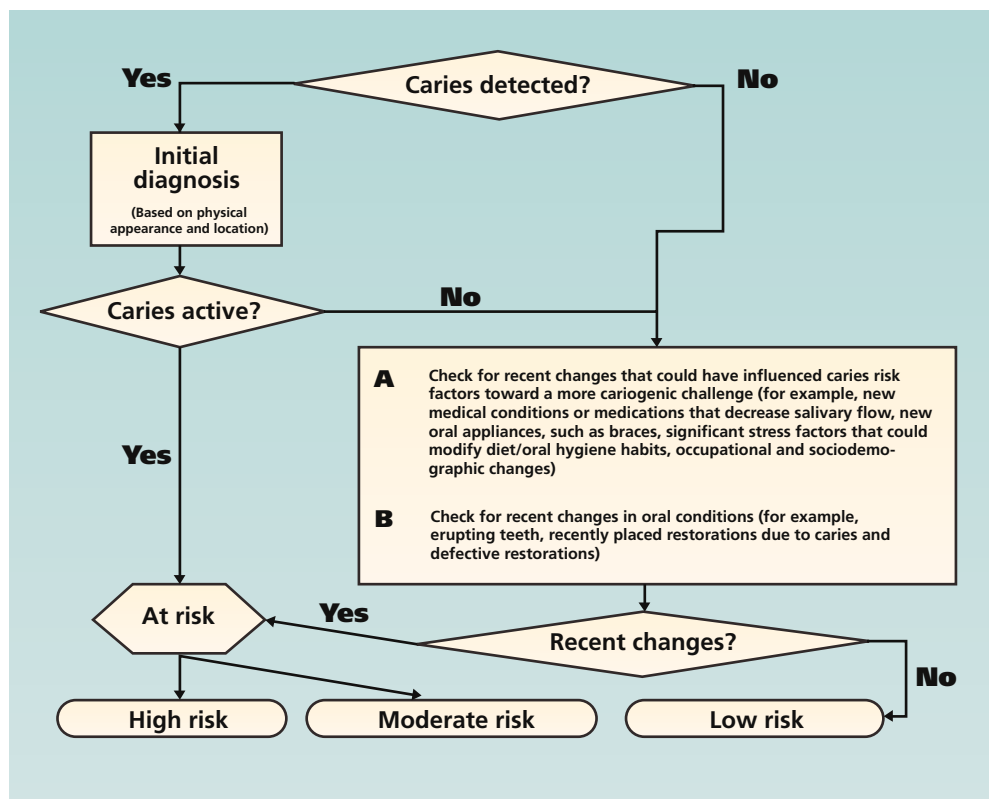 Caries detected?
Yes
No
Initial
diagnosis
(Based on physical
appearance and location)
Caries active?
No
A
Check for recent changes that could have influenced caries risk
factors toward a more cariogenic challenge (for example, new
medical conditions or medications that decrease salivary flow, new
oral appliances, such as braces, significant stress factors that could
modify diet/oral hygiene habits, occupational and sociodemo-
graphic changes)
Yes
B
Check for recent changes in oral conditions (for example,
erupting teeth, recently placed restorations due to caries and
defective restorations)
At risk
Yes
Recent changes?
No
High risk
Moderate risk
Low risk